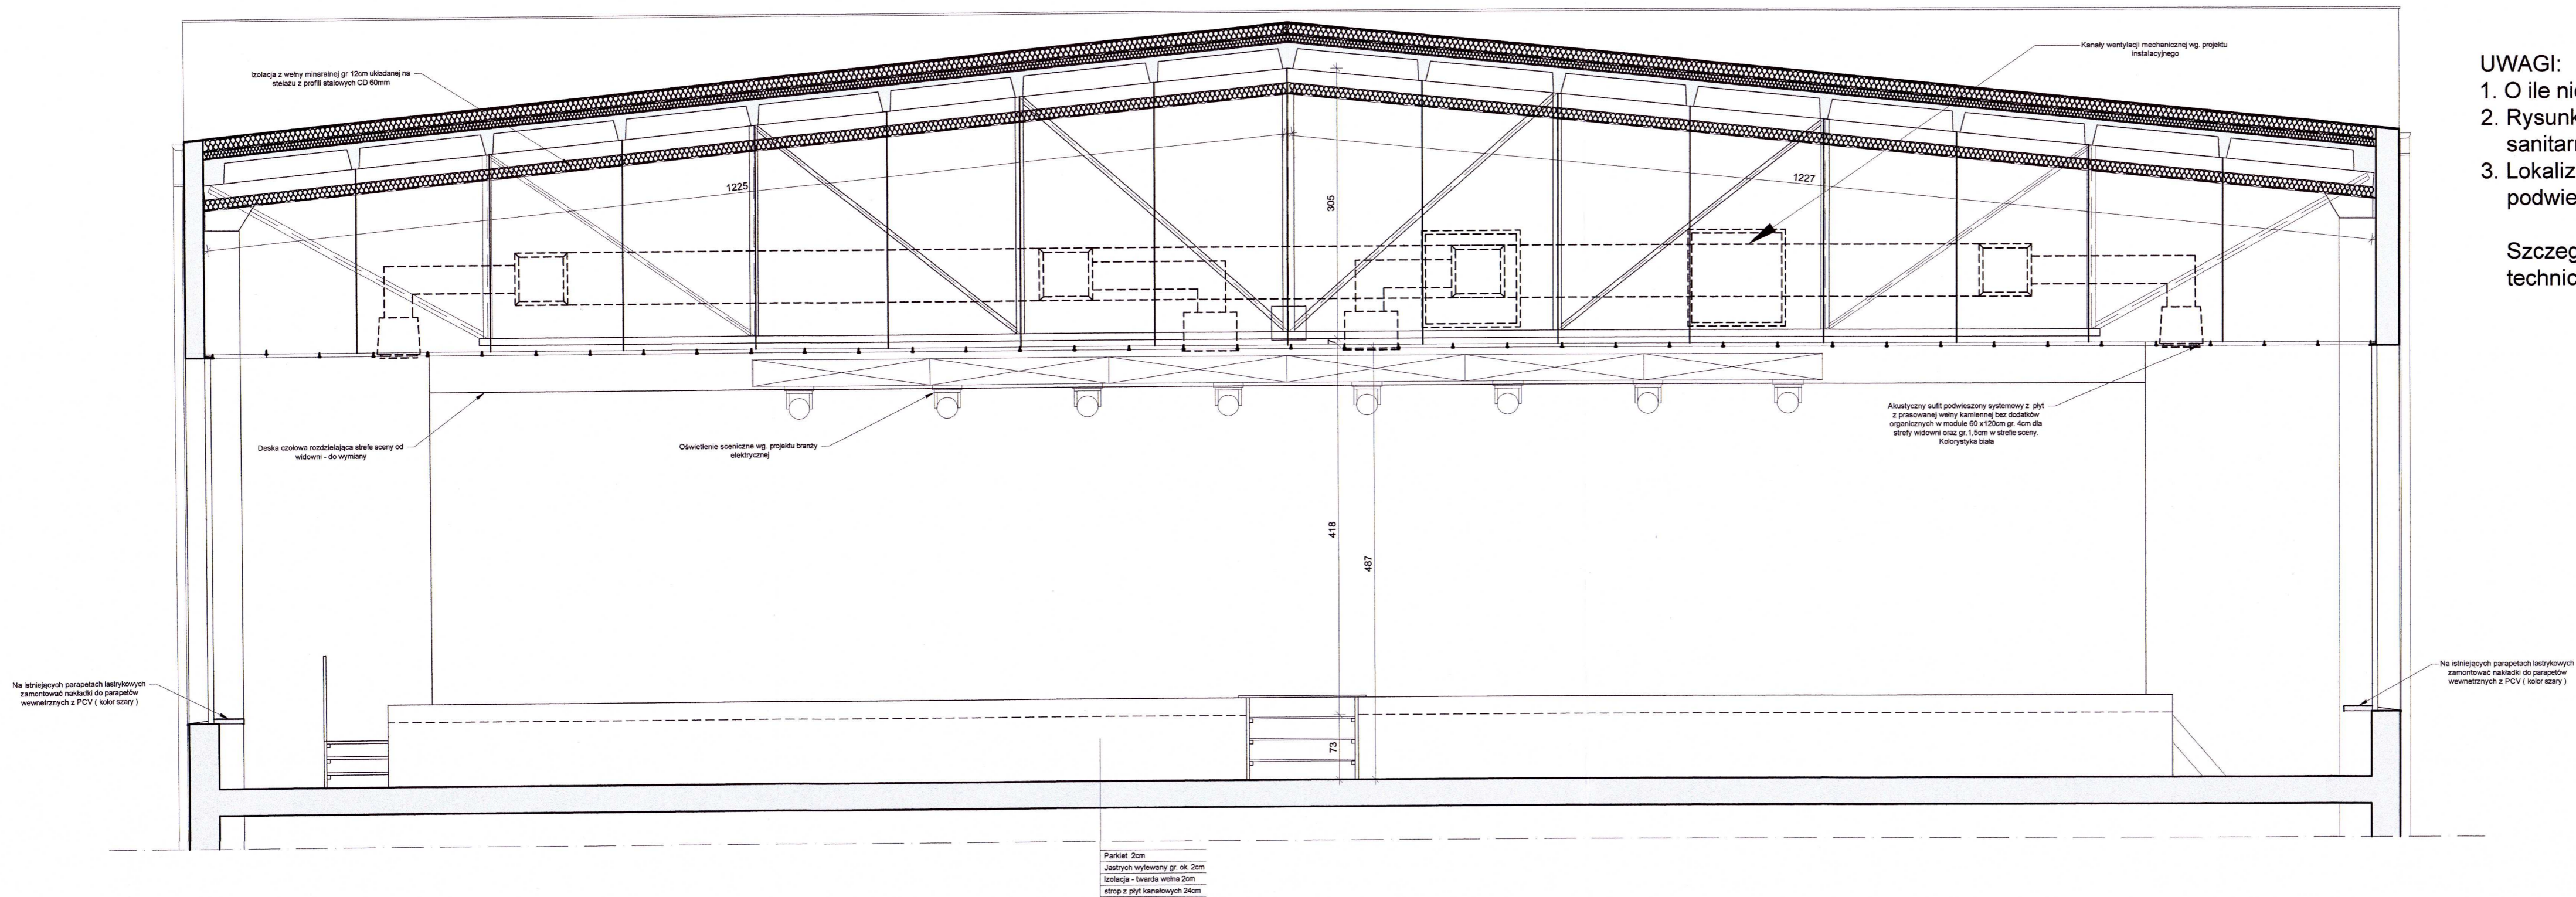 Izolacja z wełny minaralnej gr 12cm układanej na
stelażu z profili stalowych CD 60mm
Kanały wentylacji mechanicznej wg. projektu
instalacyjnego
UWAGI:
1. O ile
2. Rysunk
sanitarn
3. Lokaliz
podwie
Szczeg
technic
1225
1227
305
7
Deska czołowa rozdzielająca strefe sceny od
widowni - do wymiany
Oświetlenie sceniczne wg. projektu branży
elektrycznej
Akustyczny sufit podwieszony systemowy z płyt
z prasowanej wełny kamiennej bez dodatków
organicznych w module 60 x120cm gr. 4cm dla
strefy widowni oraz gr.1,5cm w strefie sceny.
Kolorystyka biała
418
487
73
Na istniejących parapetach lastrykowych
zamontować nakładki do parapetów
wewnetrznych z PCV ( kolor szary )
Na istniejących parapetach lastrykowych
zamontować nakładki do parapetów
wewnetrznych z PCV ( kolor szary )
Parkiet 2cm
Jastrych wylewany gr. ok. 2cm
Izolacja - twarda wełna 2cm
strop z płyt kanałowych 24cm